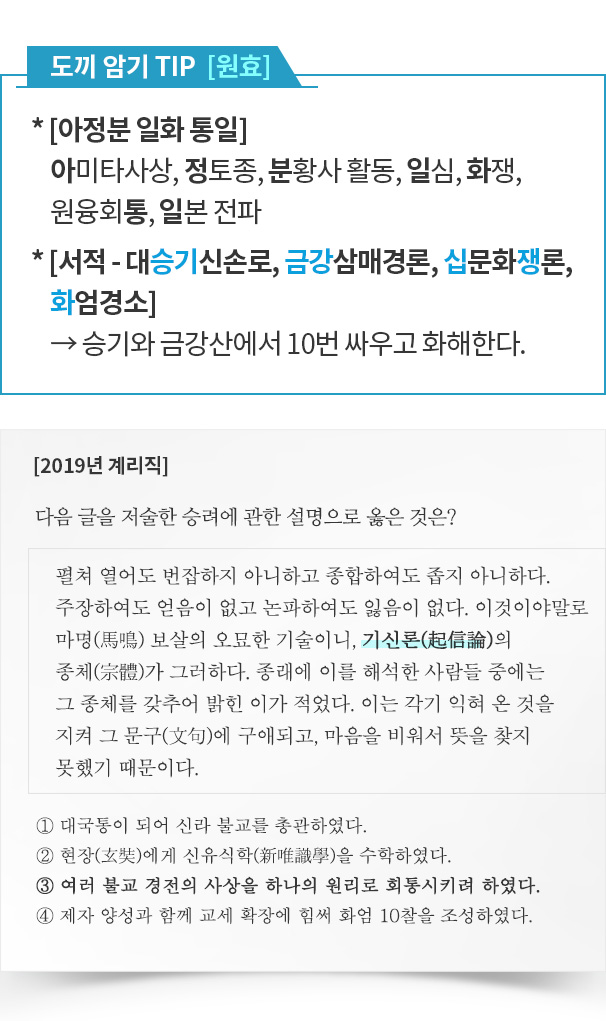 도끼 암기 TIP [원효]
* [아정분 일화 통일]
아미타사상, 정토종, 분황사 활동, 일심, 화쟁,
원융회통, 일본 전파
* [서적 - 대승기신손로, 금강삼매경론, 십문화쟁론,
화엄경소]
→ 승기와 금강산에서 10번 싸우고 화해한다.
[2019년 계리직]
다음 글을 저술한 승려에 관한 설명으로 옳은 것은?
펼쳐 열어도 번잡하지 아니하고 종합하여도 좁지 아니하다.
주장하여도 얻음이 없고 논파하여도 잃음이 없다. 이것이야말로
마명(馬鳴) 보살의 오묘한 기술이니, 기신론(起信論)의
종체(宗體)가 그러하다. 종래에 이를 해석한 사람들 중에는
그 종체를 갖추어 밝힌 이가 적었다. 이는 각기 익혀 온 것을
지켜 그 문구(文句)에 구애되고, 마음을 비워서 뜻을 찾지
못했기 때문이다.
① 대국통이 되어 신라 불교를 총관하였다.
② 현장(玄奘)에게 신유식학(新唯識學)을 수학하였다.
③ 여러 불교 경전의 사상을 하나의 원리로 회통시키려 하였다.
④ 제자 양성과 함께 교세 확장에 힘써 화엄 10찰을 조성하였다.